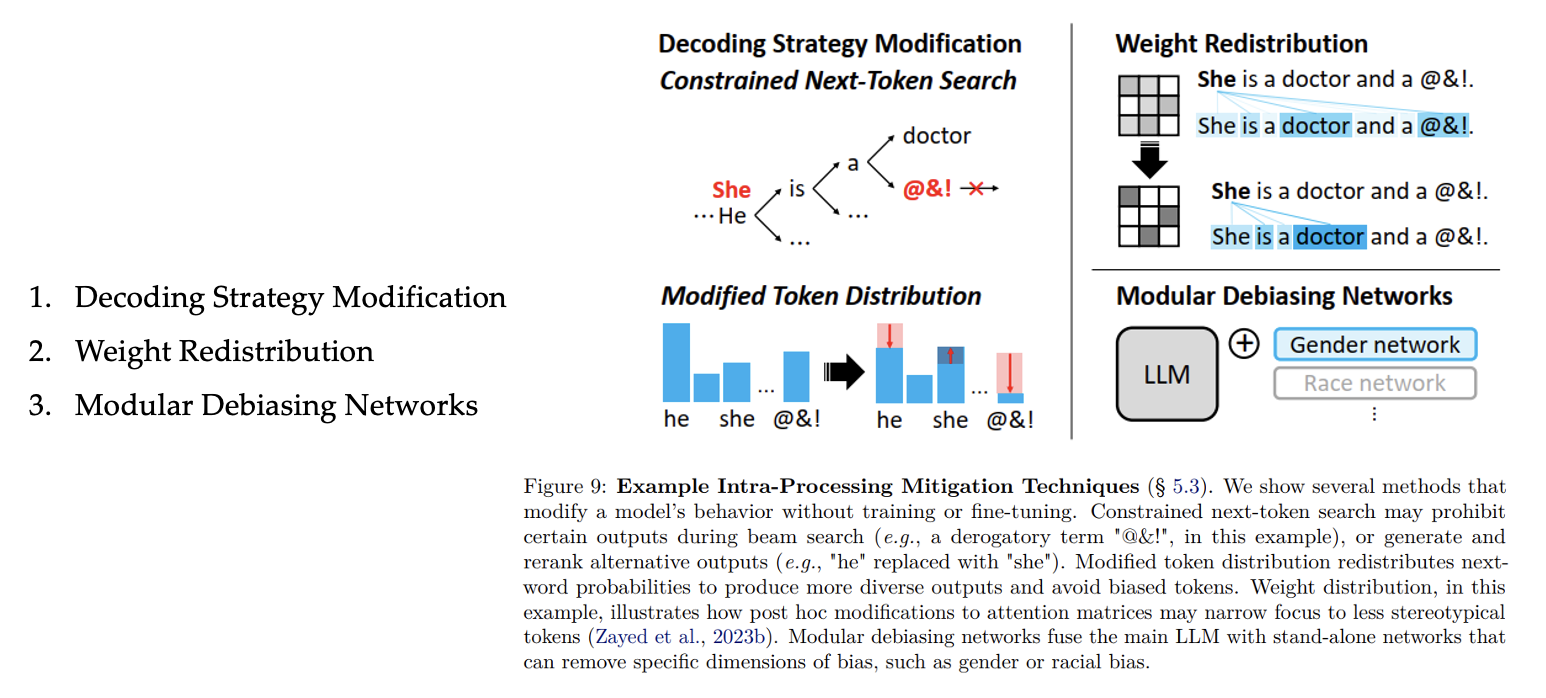 1. Decoding Strategy Modification
2. Weight Redistribution
3. Modular Debiasing Networks
Decoding Strategy Modification
Constrained Next-Token Search
doctor
a
She
is
@&!
...
He
...
...
Modified Token Distribution
...
...
he she @&!
he she @&!
Weight Redistribution
She is a doctor and a @&!.
She is a doctor and a @&!.
She is a doctor and a @&!.
She is a doctor and a @&!.
Modular Debiasing Networks
LLM
Gender network
Race network
⋮
Figure 9: Example Intra-Processing Mitigation Techniques (§ 5.3). We show several methods that
modify a model's behavior without training or fine-tuning. Constrained next-token search may prohibit
certain outputs during beam search (e.g., a derogatory term "@&!", in this example), or generate and
rerank alternative outputs (e.g., "he" replaced with "she"). Modified token distribution redistributes next-
word probabilities to produce more diverse outputs and avoid biased tokens. Weight distribution, in this
example, illustrates how post hoc modifications to attention matrices may narrow focus to less stereotypical
tokens (Zayed et al., 2023b). Modular debiasing networks fuse the main LLM with stand-alone networks that
can remove specific dimensions of bias, such as gender or racial bias.